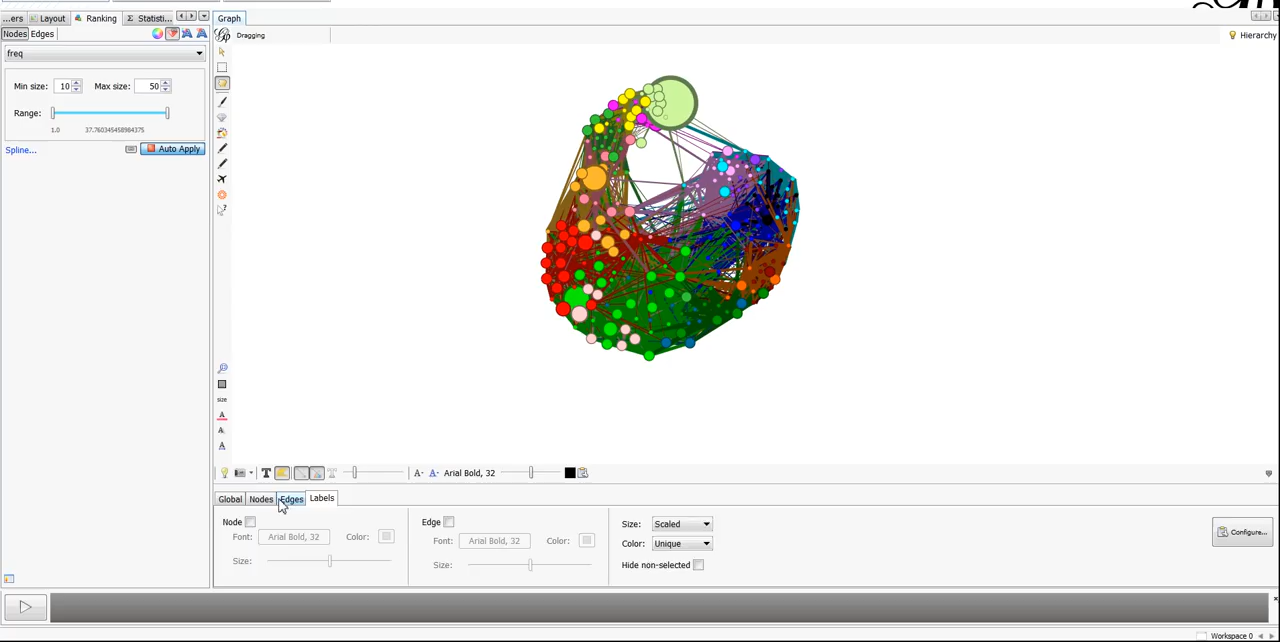 ...ers Layout Ranking Σ Statisti... Graph
Nodes Edges Dragging Hierarchy
freq
Min size: 10 Max size: 50
Range:
1.0 37.760345458984375
Spline... Auto Apply
size
A
A
A
T T A- A- Arial Bold, 32
Global Nodes Edges Labels
Node Edge Size: Scaled
Font: Arial Bold, 32 Color: Font: Arial Bold, 32 Color: Color: Unique Configure...
Size: Size: Hide non-selected
Workspace 0